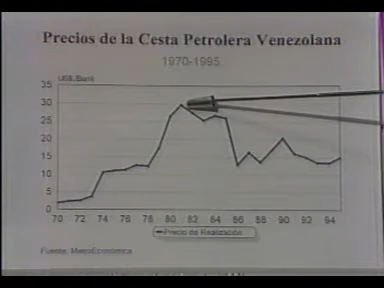 Precios de la Cesta Petrolera Venezolana
1970-1995
US$./Barril
35
30
25
20
15
10
5
0
70 72 74 76 78 80 82 84 86 88 90 92 94
Precio de Realización
Fuente: MetroEconómica